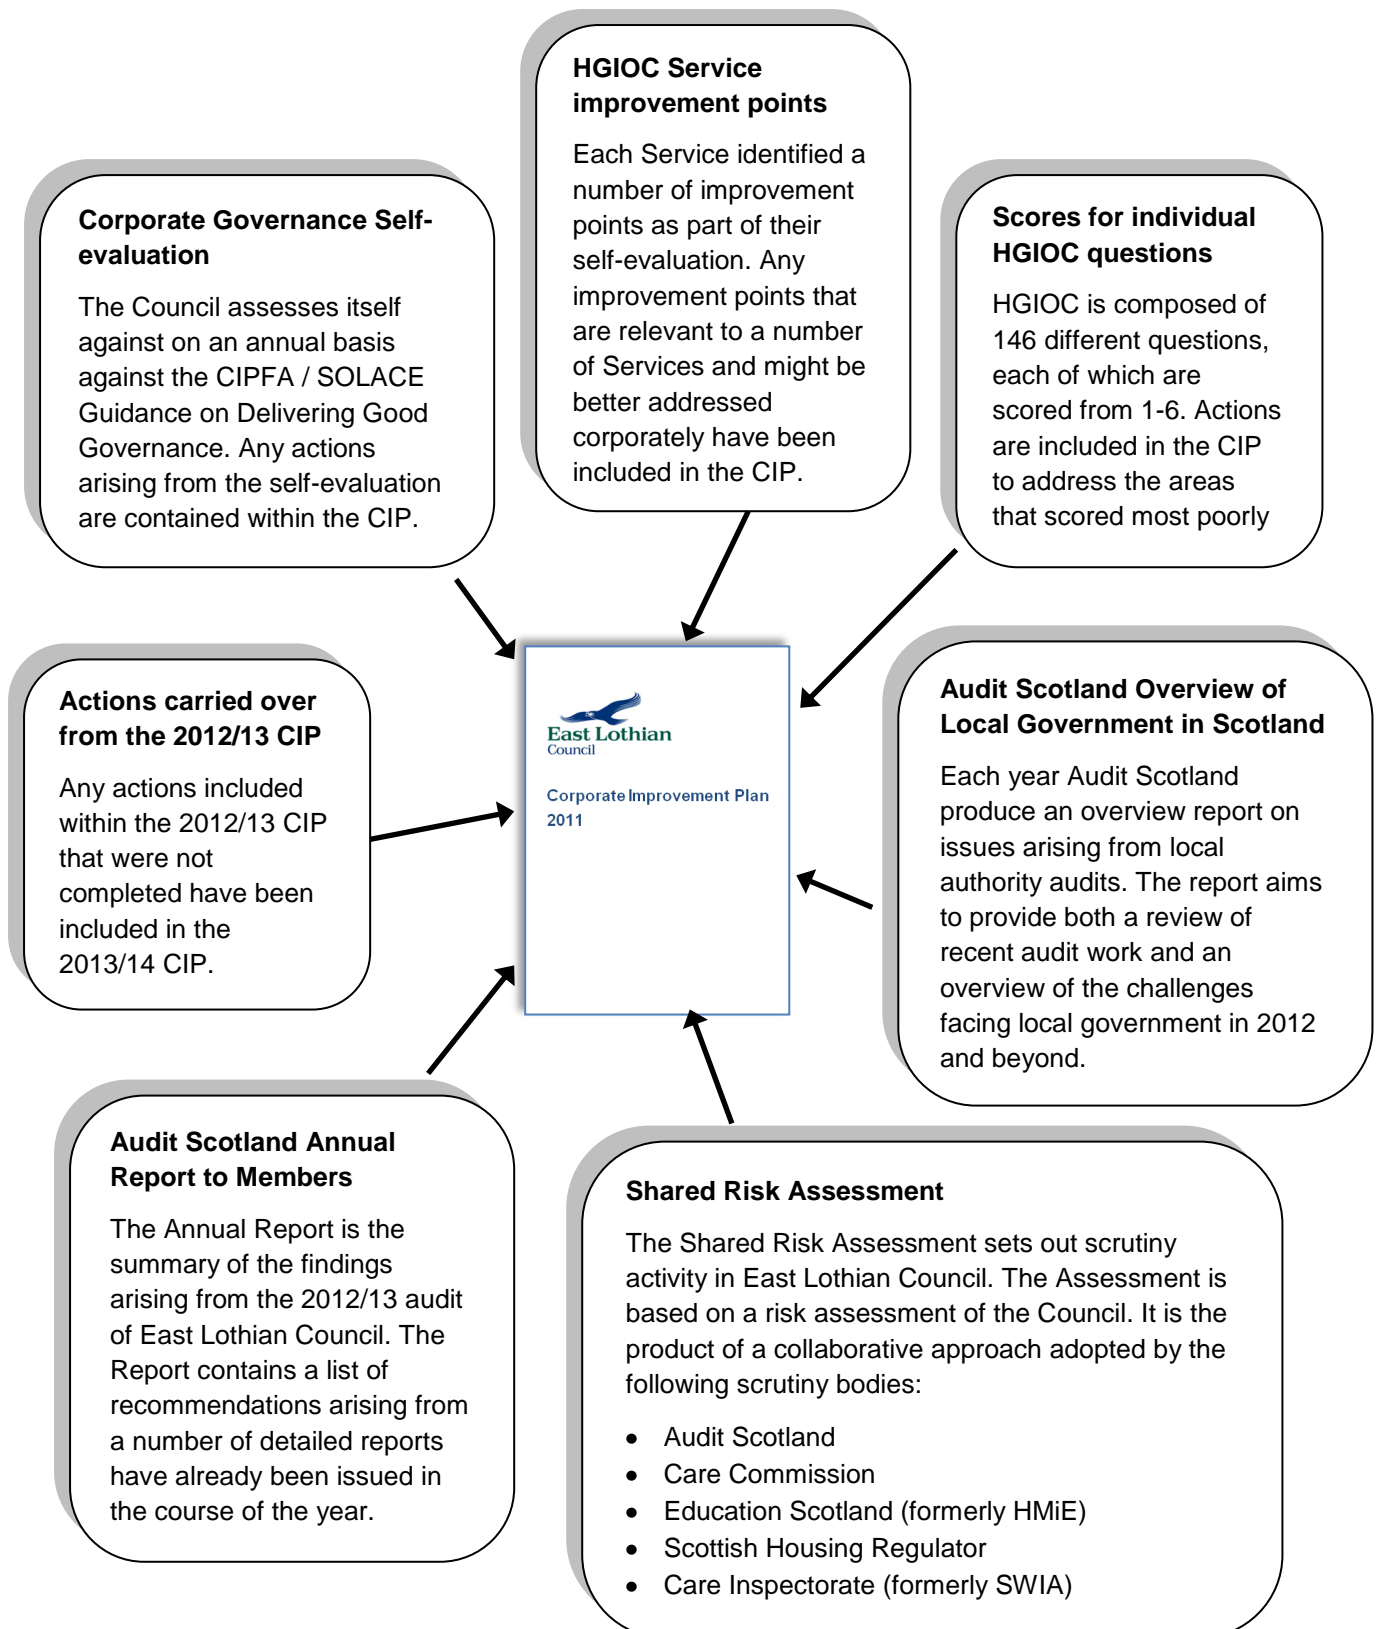 HGIOC Service
improvement points
Each Service identified a
number of improvement
points as part of their
self-evaluation. Any
improvement points that
are relevant to a number
of Services and might be
better addressed
corporately have been
included in the CIP.
Corporate Governance Self-
evaluation
The Council assesses itself
against on an annual basis
against the CIPFA / SOLACE
Guidance on Delivering Good
Governance. Any actions
arising from the self-evaluation
are contained within the CIP.
Scores for individual
HGIOC questions
HGIOC is composed of
146 different questions,
each of which are
scored from 1-6. Actions
are included in the CIP
to address the areas
that scored most poorly
Actions carried over
from the 2012/13 CIP
Any actions included
within the 2012/13 CIP
that were not
completed have been
included in the
2013/14 CIP.
East Lothian
Council
Corporate Improvement Plan
2011
Audit Scotland Overview of
Local Government in Scotland
Each year Audit Scotland
produce an overview report on
issues arising from local
authority audits. The report aims
to provide both a review of
recent audit work and an
overview of the challenges
facing local government in 2012
and beyond.
Audit Scotland Annual
Report to Members
The Annual Report is the
summary of the findings
arising from the 2012/13 audit
of East Lothian Council. The
Report contains a list of
recommendations arising from
a number of detailed reports
have already been issued in
the course of the year.
Shared Risk Assessment
The Shared Risk Assessment sets out scrutiny
activity in East Lothian Council. The Assessment is
based on a risk assessment of the Council. It is the
product of a collaborative approach adopted by the
following scrutiny bodies:
• Audit Scotland
• Care Commission
• Education Scotland (formerly HMiE)
• Scottish Housing Regulator
• Care Inspectorate (formerly SWIA)